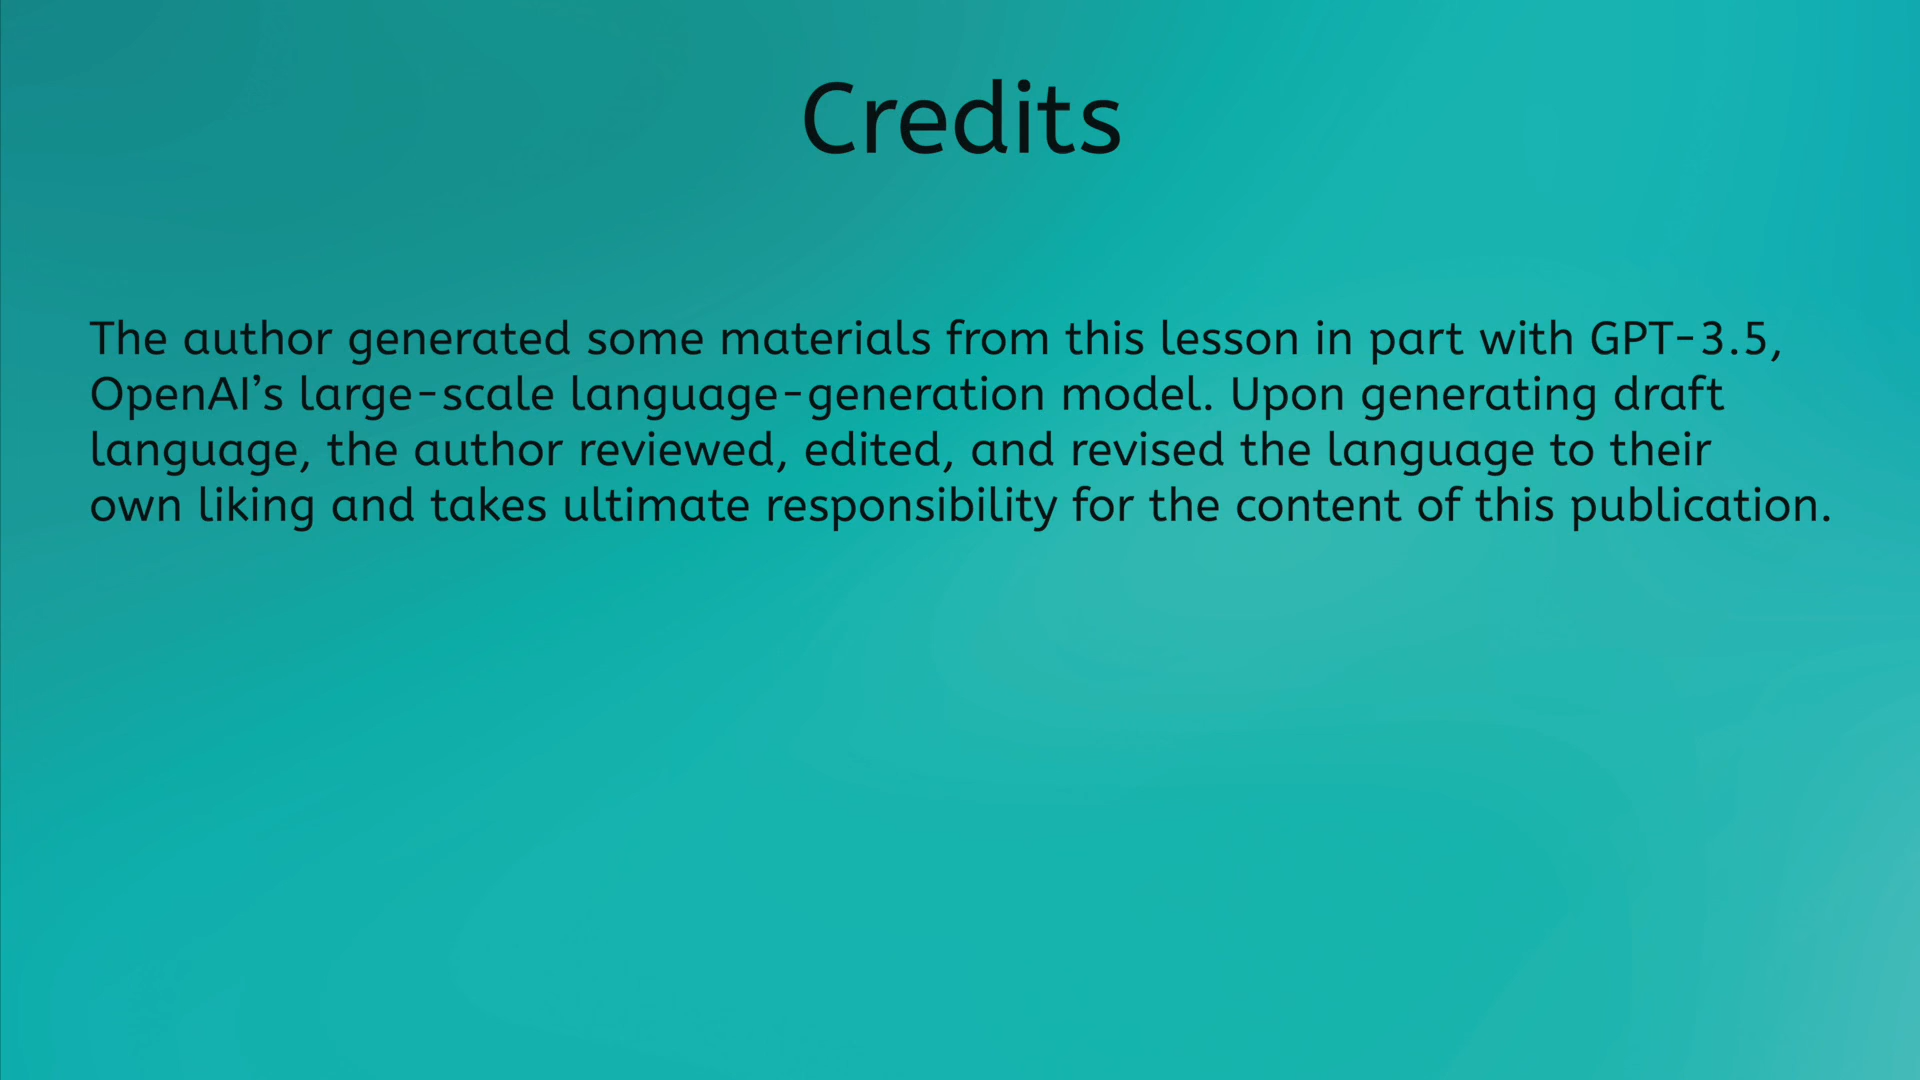 Credits
The author generated some materials from this lesson in part with GPT-3.5,
OpenAI’s large-scale language-generation model. Upon generating draft
language, the author reviewed, edited, and revised the language to their
own liking and takes ultimate responsibility for the content of this publication.